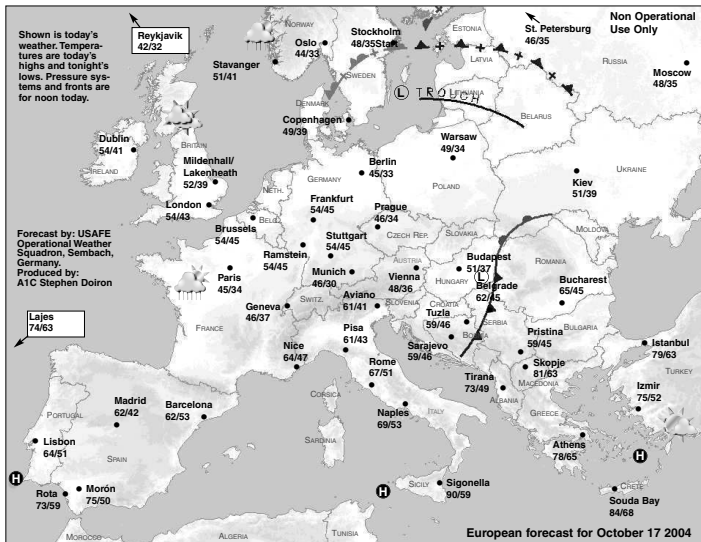 Shown is today's
weather. Tempera-
tures are today's
highs and tonight's
lows. Pressure sys-
tems and fronts are
for noon today.
Reykjavik
42/32
NORWAY
Oslo
44/33
Stockholm
48/35Start
ESTONIA
St. Petersburg
46/35
Non Operational
Use Only
Stavanger
51/41
SWEDEN
LATVIA
RUSSIA
Moscow
48/35
L
TROUCH
LITHUANIA
DENMARK
Copenhagen
49/39
BELARUS
Dublin
54/41
BRITAIN
Mildenhall/
Lakenheath
52/39
IRELAND
Warsaw
49/34
Berlin
45/33
NETH.
GERMANY
POLAND
UKRAINE
Kiev
51/39
London
54/43
Frankfurt
54/45
Prague
46/34
Brussels
54/45
BELG.
CZECH REP.
SLOVAKIA
MOLDOVA
Forecast by: USAFE
Operational Weather
Squadron, Sembach,
Germany.
Produced by:
A1C Stephen Doiron
Ramstein
54/45
Stuttgart
54/45
Paris
45/34
Munich
46/30
AUSTRIA
Vienna
48/36
Budapest
51/37
L
HUNGARY
ROMANIA
Belgrade
62/45
Bucharest
65/45
Lajes
74/63
Geneva
46/37
SWITZ.
Aviano
61/41
SLOVENIA
CROATIA
Tuzla
59/46
BOSNIA
SERBIA
FRANCE
Pisa
61/43
Sarajevo
59/46
Pristina
59/45
BULGARIA
Istanbul
79/63
Nice
64/47
Rome
67/51
Skopje
81/63
Tirana
73/49
MACEDONIA
ALBANIA
TURKEY
Madrid
62/42
Barcelona
62/53
CORSICA
Naples
69/53
ITALY
Izmir
75/52
PORTUGAL
GREECE
Lisbon
64/51
SARDINIA
Athens
78/65
SPAIN
H
H
H
Rota
73/59
Morón
75/50
SICILY
Sigonella
90/59
CRETE
Souda Bay
84/68
MOROCCO
ALGERIA
TUNISIA
European forecast for October 17 2004